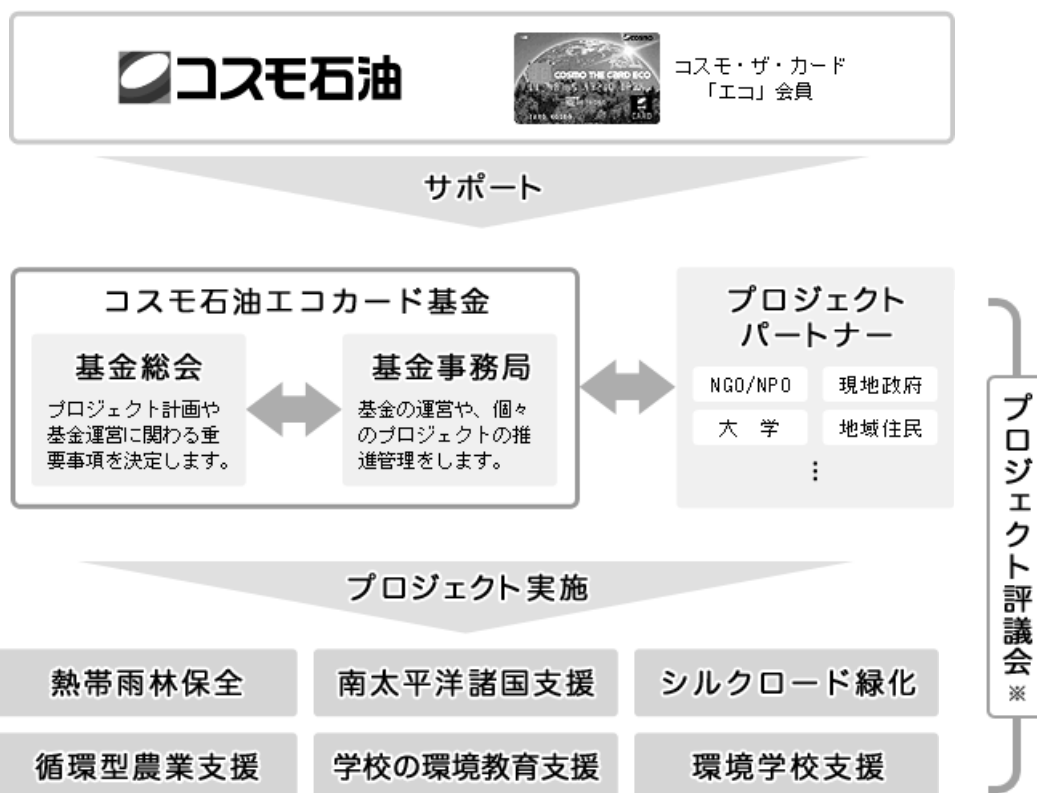 コスモ石油
COSMO
COSMO THE CARD ECO
CARD
コスモ・ザ・カード
「エコ」会員
サポート
コスモ石油エコカード基金
基金総会
プロジェクト計画や
基金運営に関わる重
要事項を決定します。
基金事務局
基金の運営や、個々
のプロジェクトの推
進管理をします。
プロジェクト
パートナー
NGO/NPO
現地政府
大 学
地域住民
⋮
プロジェクト評議会
※
プロジェクト実施
熱帯雨林保全
南太平洋諸国支援
シルクロード緑化
循環型農業支援
学校の環境教育支援
環境学校支援